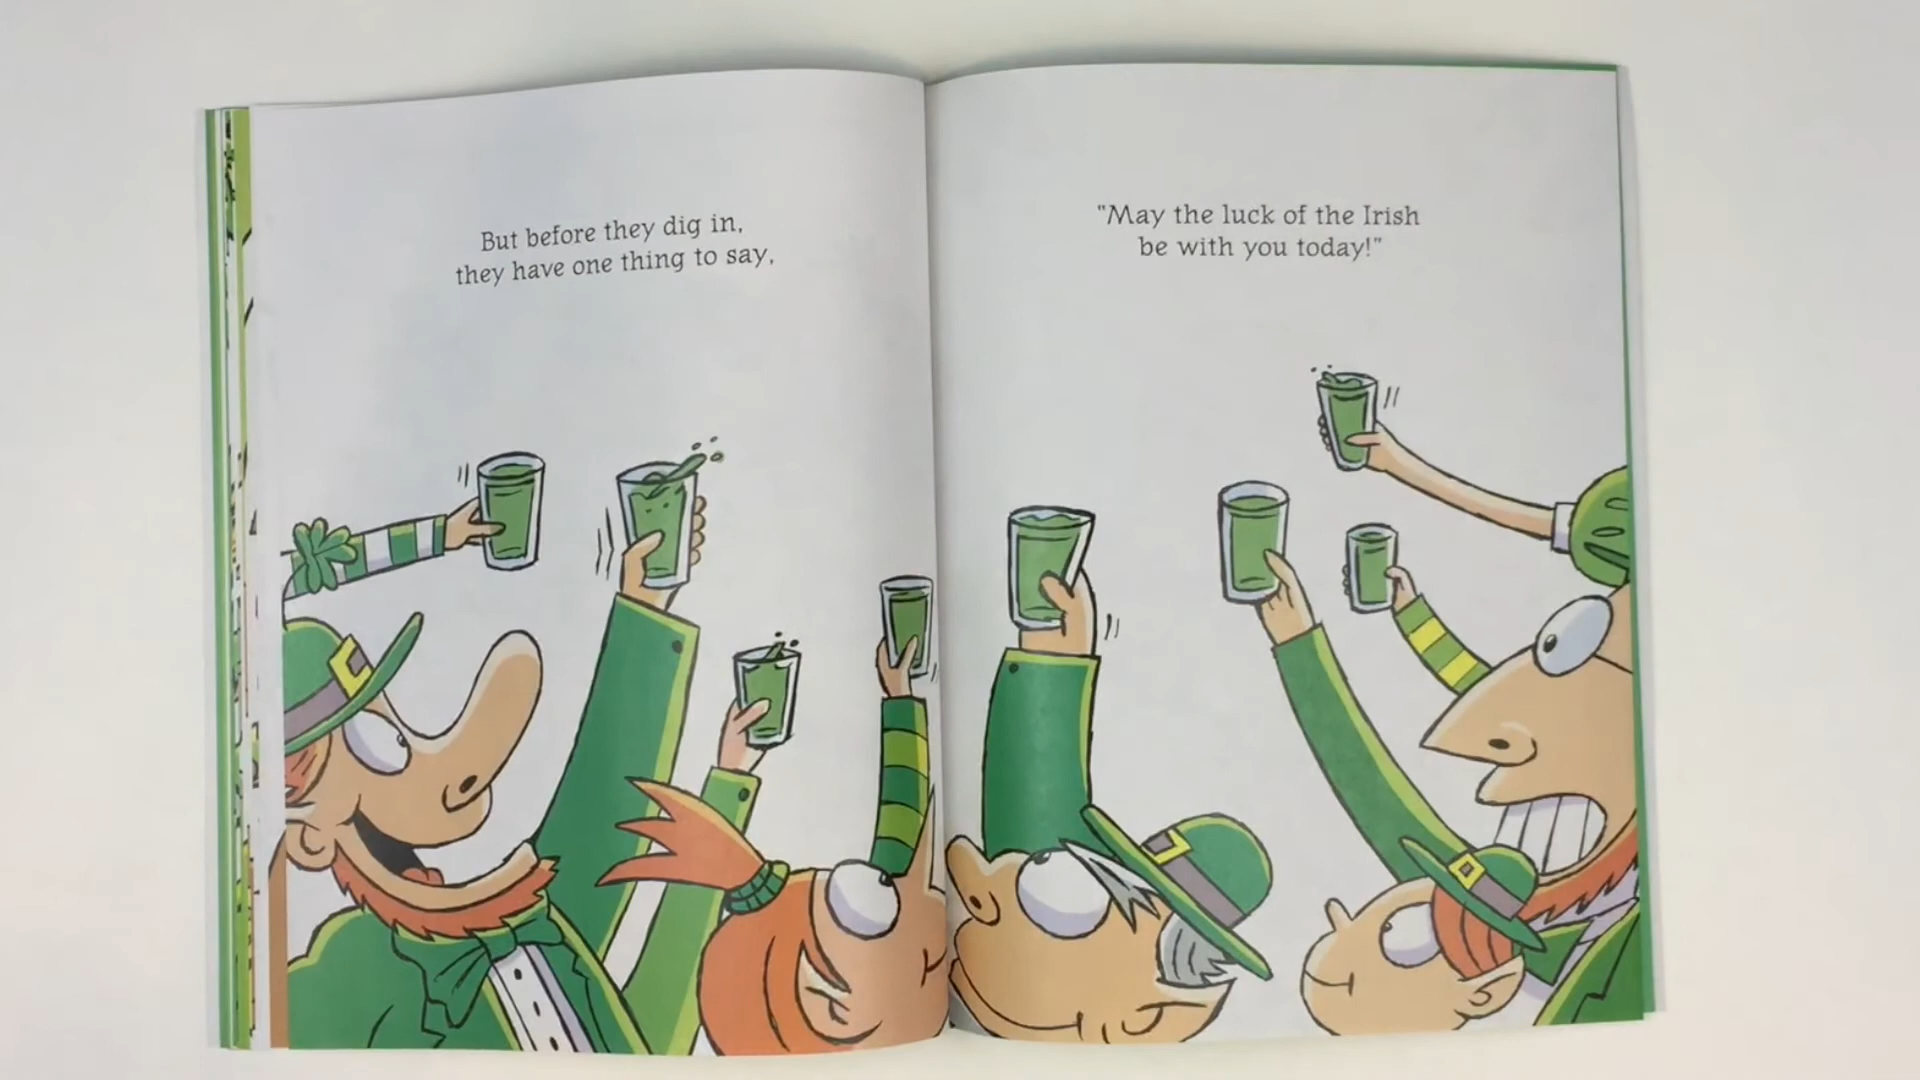 But before they dig in,
they have one thing to say,
"May the luck of the Irish
be with you today!"